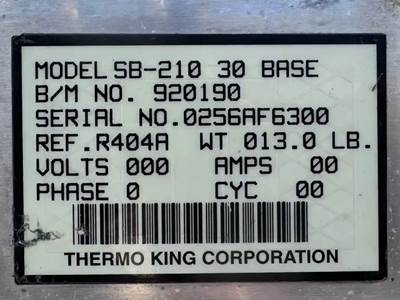 MODEL SB-210 30 BASE
B/M NO. 920190
SERIAL NO.0256AF6300
REF.R404A WT 013.0 LB.
VOLTS 000 AMPS 00
PHASE 0 CYC 00
THERMO KING CORPORATION